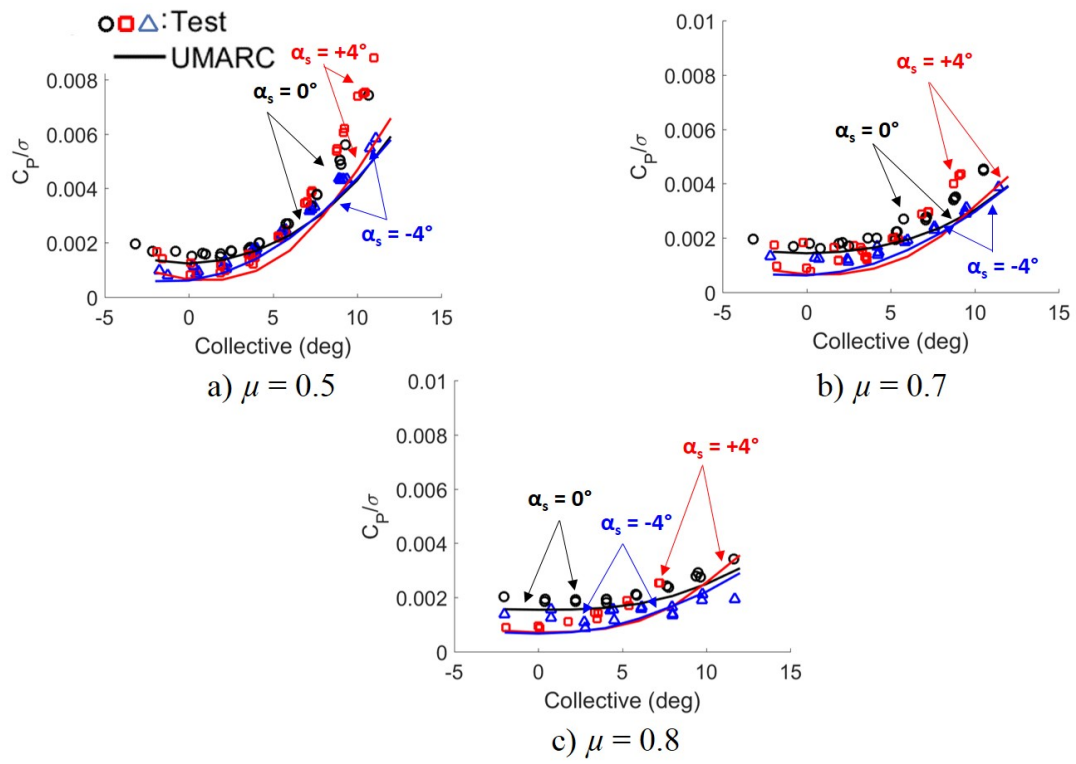 : Test
UMARC
αs = +4°
αs = 0°
αs = -4°
CP/σ
0.008
0.006
0.004
0.002
0
-5
0
5
10
15
Collective (deg)
a) μ = 0.5
0.01
0.008
0.006
0.004
0.002
0
CP/σ
αs = +4°
αs = 0°
αs = -4°
-5
0
5
10
15
Collective (deg)
b) μ = 0.7
0.01
0.008
0.006
0.004
0.002
0
CP/σ
αs = +4°
αs = 0°
αs = -4°
-5
0
5
10
15
Collective (deg)
c) μ = 0.8